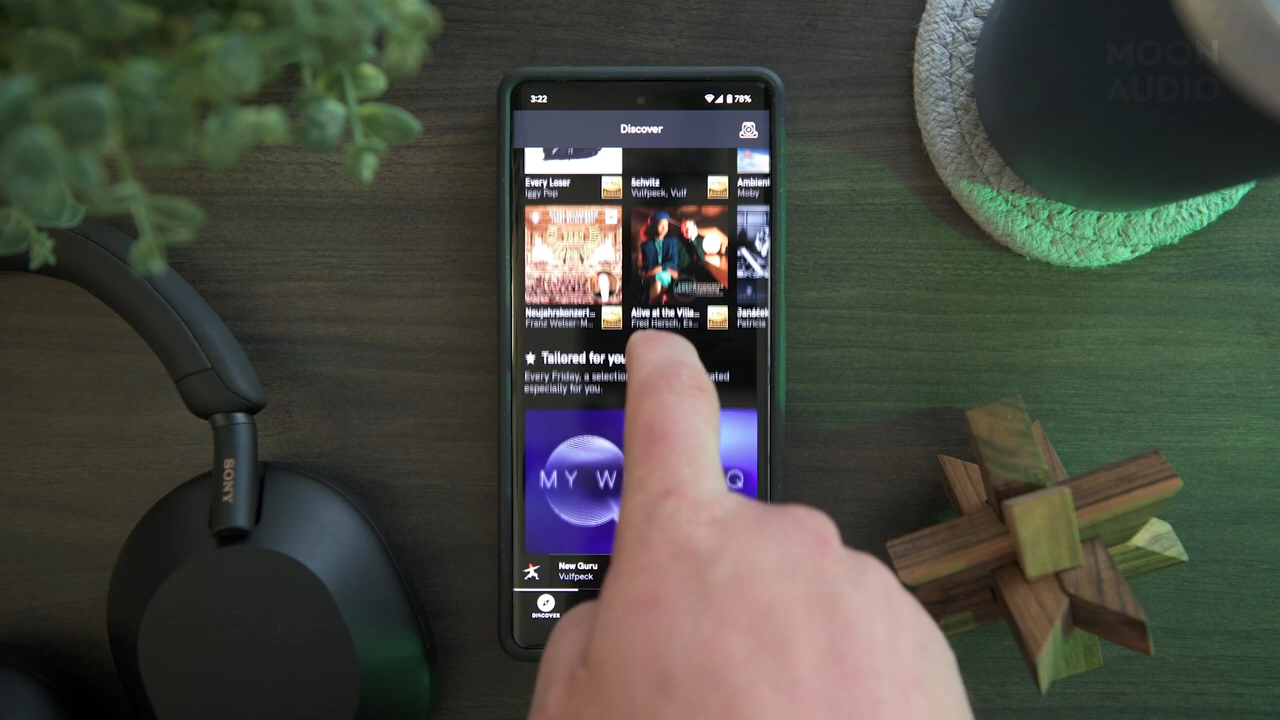 MOON
AUDIO
3:22
78%
Discover
Every Loser
Iggy Pop
Schvitz
Vulfpeck, Vulf
Ambient
Moby
Neujahrskonzert...
Franz Welser-M...
Alive at the Villa...
Fred Hersch, Es...
Janáček
Patricia
Tailored for you
Every Friday, a selection
especially for you.
MY W
Q
New Guru
Vulfpeck
DISCOVER
SONY